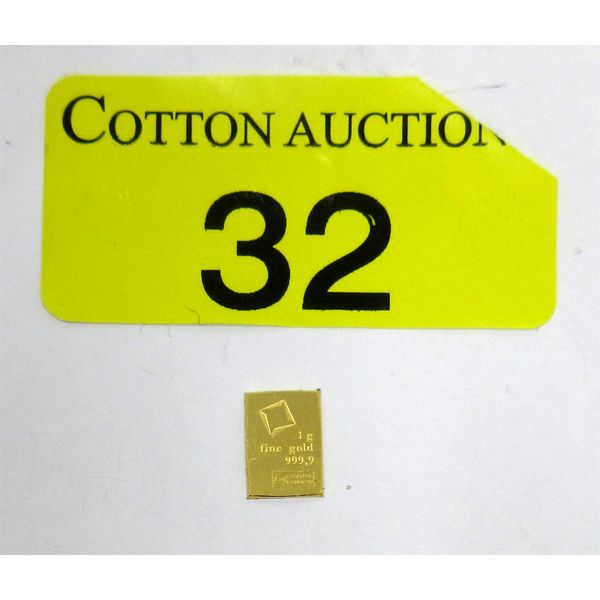 COTTON AUCTION
32
1 g
fine gold
999,9